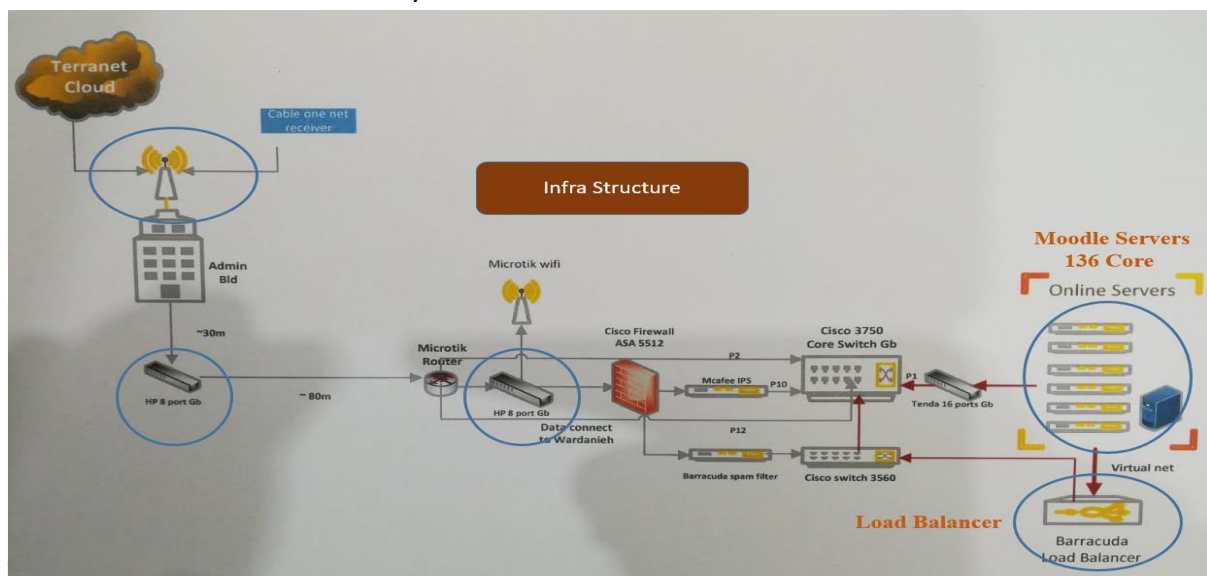 Terranet
Cloud
Cable one net
receiver
Infra Structure
Admin
Bld
~30m
HP 8 port Gb
~ 80m
Microtik wifi
Microtik
Router
HP 8 port Gb
Data connect
to Wardanieh
Cisco Firewall
ASA 5512
Mcafee IPS
P2
P10
P12
Cisco 3750
Core Switch Gb
P1
Tenda 16 ports Gb
Barracuda spam filter
Cisco switch 3560
Moodle Servers
136 Core
Online Servers
Virtual net
Load Balancer
Barracuda
Load Balancer